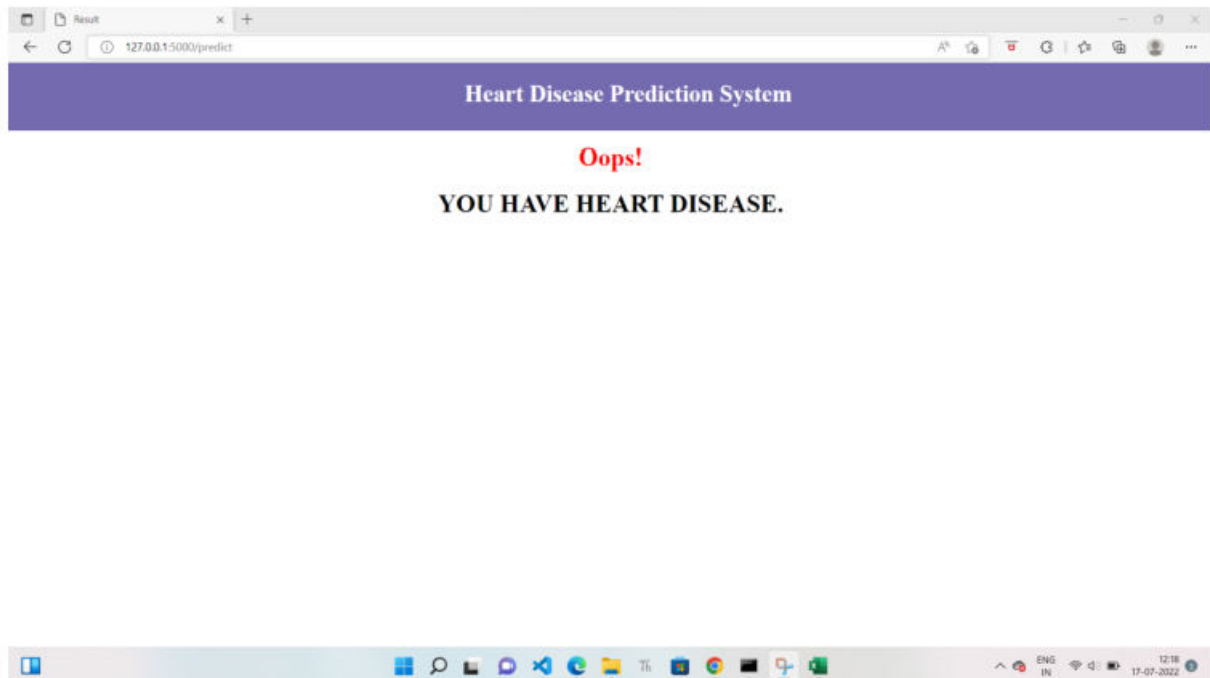 Result
127.0.0.1:5000/predict
Heart Disease Prediction System
Oops!
YOU HAVE HEART DISEASE.
ENG
IN
12:18
17-07-2022